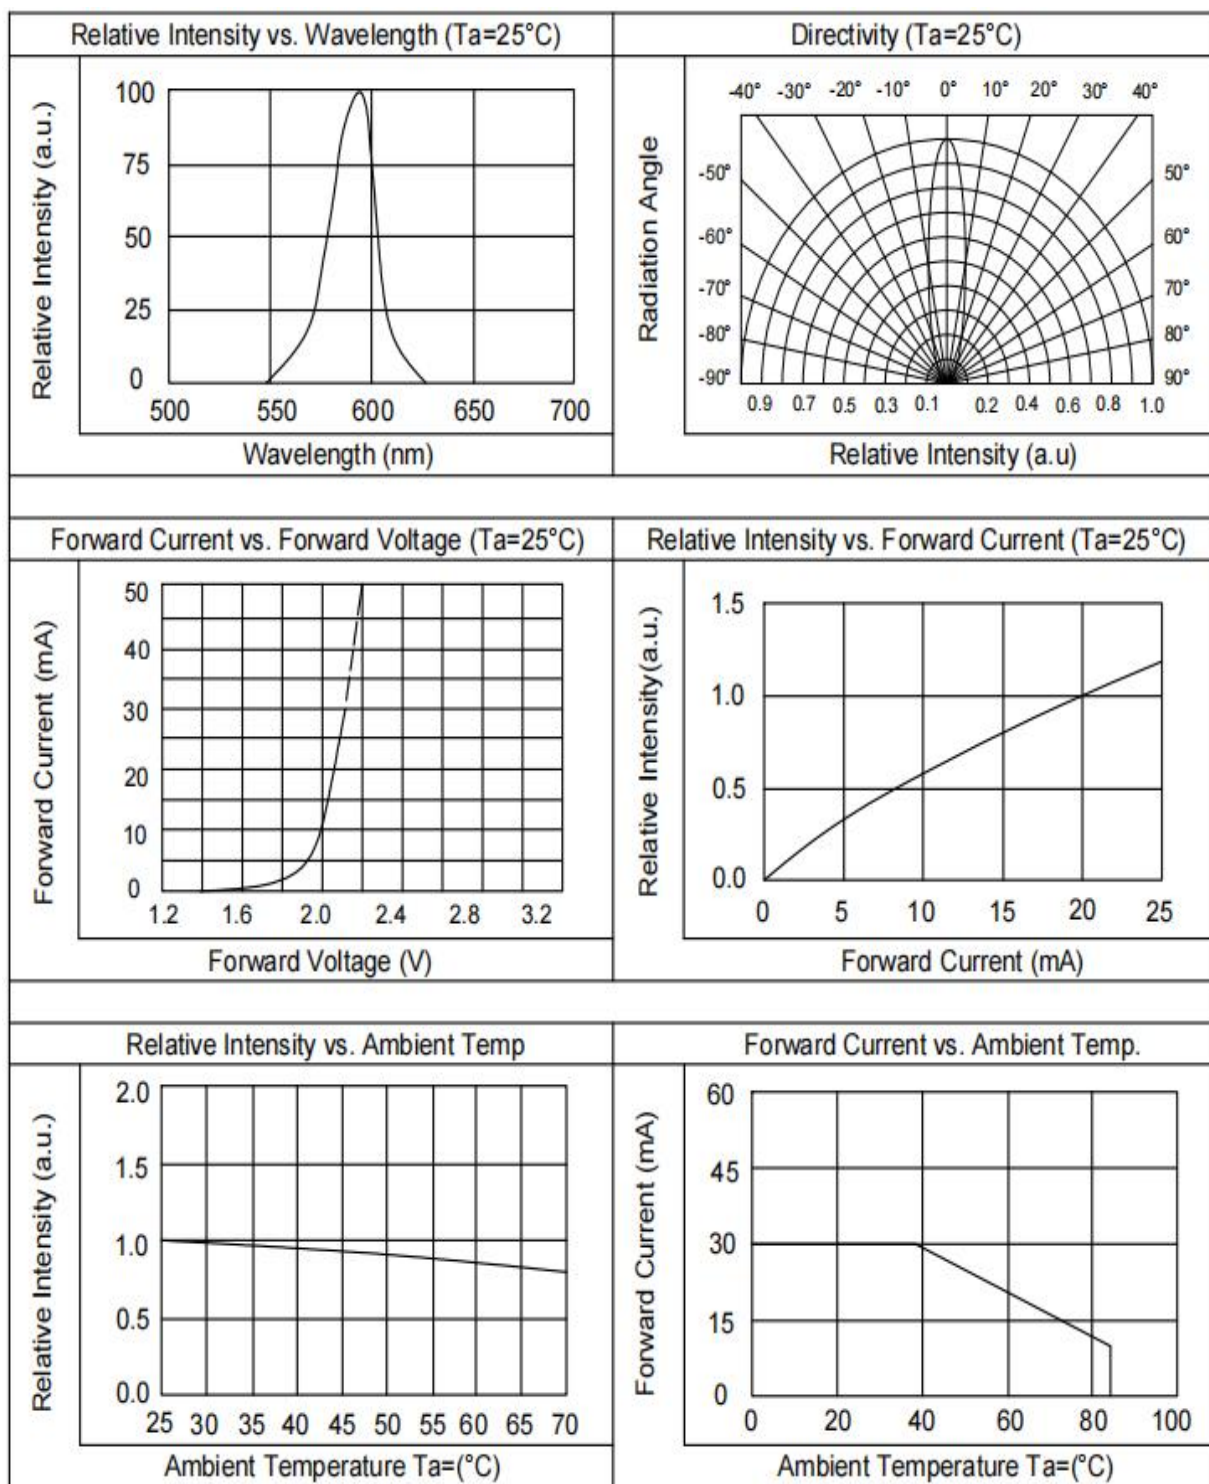 Relative Intensity vs. Wavelength (Ta=25°C)
Relative Intensity (a.u.)
100
75
50
25
0
500 550 600 650 700
Wavelength (nm)
Directivity (Ta=25°C)
Radiation Angle
-40° -30° -20° -10° 0° 10° 20° 30° 40°
-50° 50°
-60° 60°
-70° 70°
-80° 80°
-90° 90°
0.9 0.7 0.5 0.3 0.1 0.2 0.4 0.6 0.8 1.0
Relative Intensity (a.u)
Forward Current vs. Forward Voltage (Ta=25°C)
Forward Current (mA)
50
40
30
20
10
0
1.2 1.6 2.0 2.4 2.8 3.2
Forward Voltage (V)
Relative Intensity vs. Forward Current (Ta=25°C)
Relative Intensity(a.u.)
1.5
1.0
0.5
0.0
0 5 10 15 20 25
Forward Current (mA)
Relative Intensity vs. Ambient Temp
Relative Intensity (a.u.)
2.0
1.5
1.0
0.5
0.0
25 30 35 40 45 50 55 60 65 70
Ambient Temperature Ta=(°C)
Forward Current vs. Ambient Temp.
Forward Current (mA)
60
45
30
15
0
0 20 40 60 80 100
Ambient Temperature Ta=(°C)